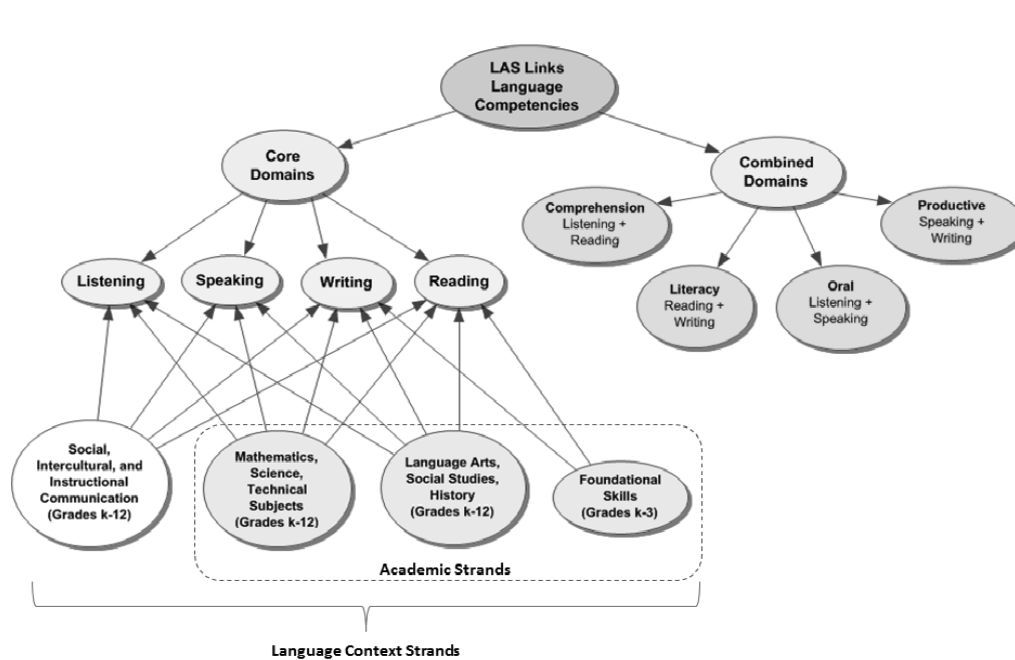 LAS Links
Language
Competencies
Core
Domains
Combined
Domains
Comprehension
Listening +
Reading
Productive
Speaking +
Writing
Literacy
Reading +
Writing
Oral
Listening +
Speaking
Listening
Speaking
Writing
Reading
Social,
Intercultural, and
Instructional
Communication
(Grades k-12)
Mathematics,
Science,
Technical
Subjects
(Grades k-12)
Language Arts,
Social Studies,
History
(Grades k-12)
Foundational
Skills
(Grades k-3)
Academic Strands
Language Context Strands